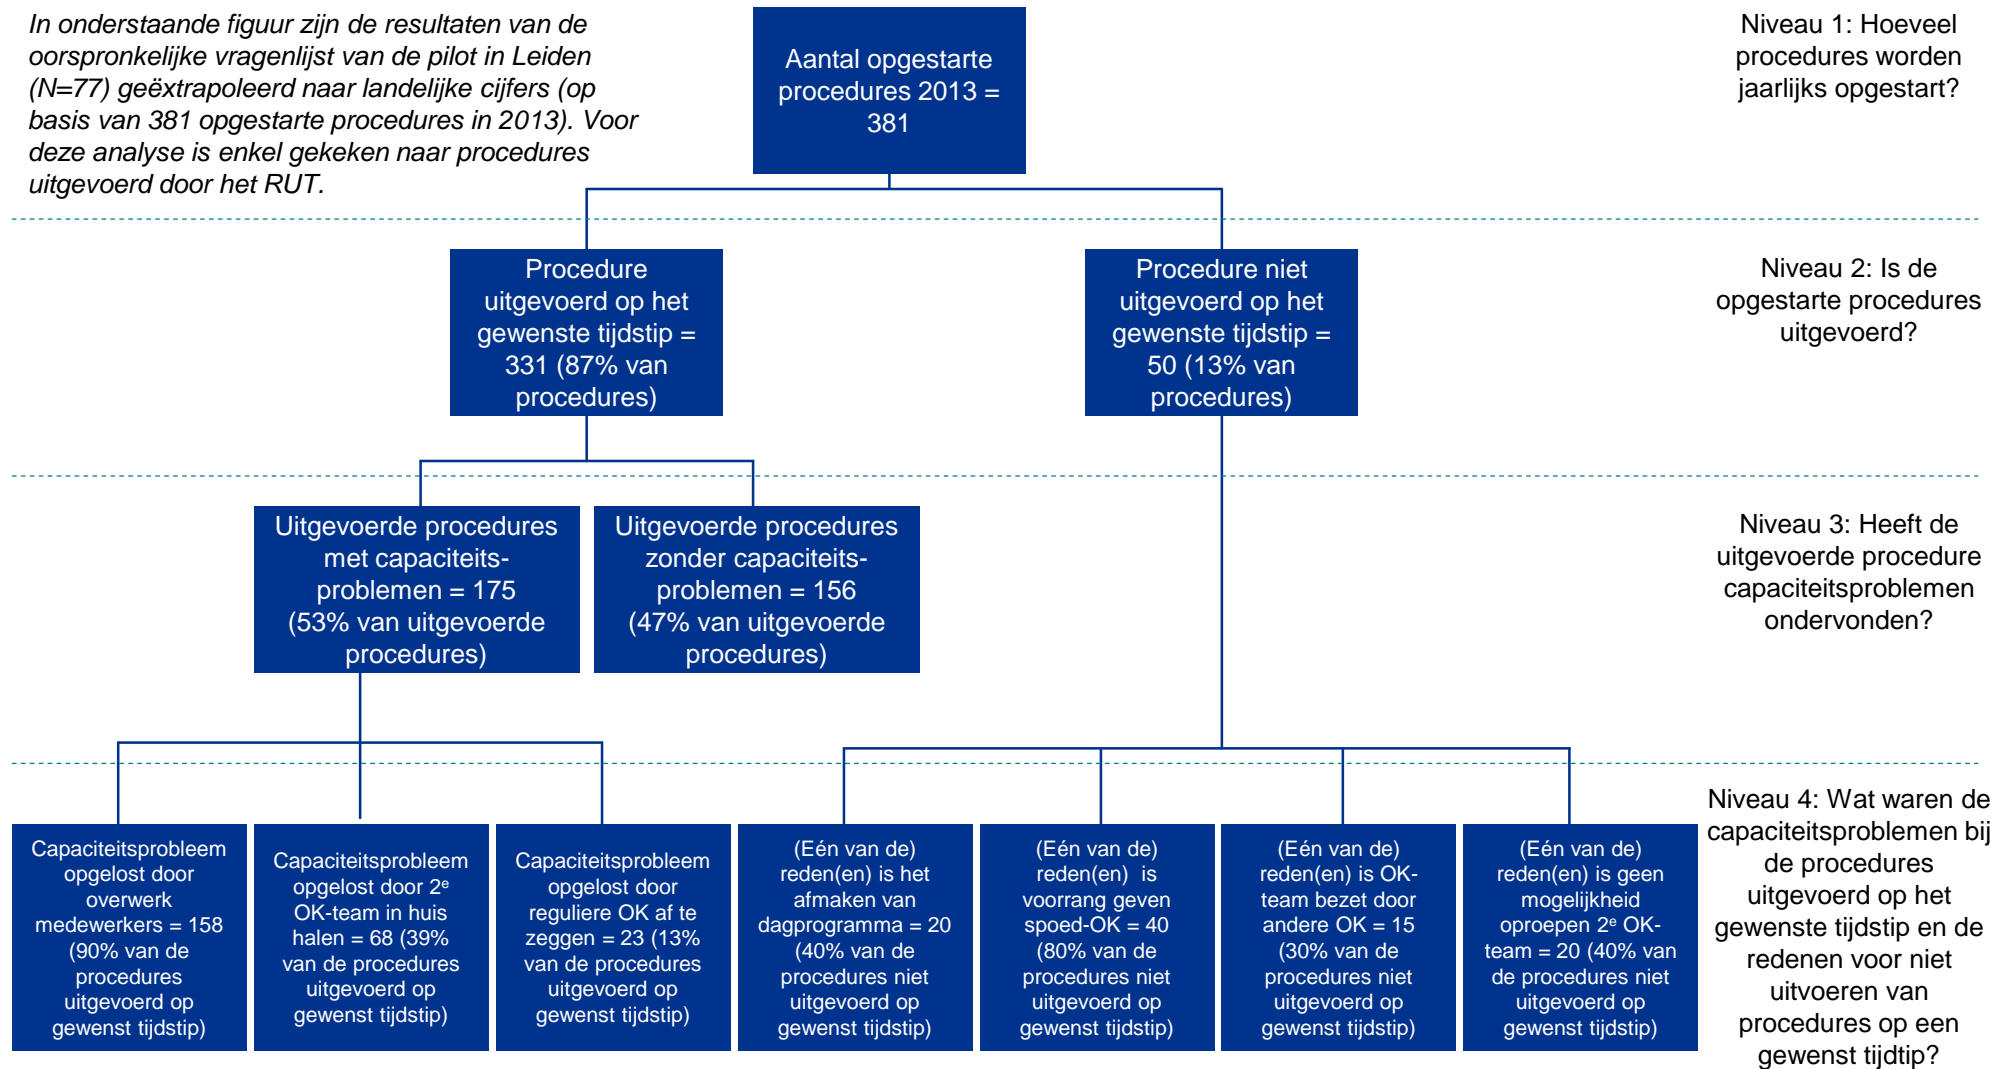 In onderstaande figuur zijn de resultaten van de
oorspronkelijke vragenlijst van de pilot in Leiden
(N=77) geëxtrapoleerd naar landelijke cijfers (op
basis van 381 opgestarte procedures in 2013). Voor
deze analyse is enkel gekeken naar procedures
uitgevoerd door het RUT.
Aantal opgestarte
procedures 2013 =
381
Niveau 1: Hoeveel
procedures worden
jaarlijks opgestart?
Procedure
uitgevoerd op het
gewenste tijdstip =
331 (87% van
procedures)
Procedure niet
uitgevoerd op het
gewenste tijdstip =
50 (13% van
procedures)
Niveau 2: Is de
opgestarte procedures
uitgevoerd?
Uitgevoerde procedures
met capaciteits-
problemen = 175
(53% van uitgevoerde
procedures)
Uitgevoerde procedures
zonder capaciteits-
problemen = 156
(47% van uitgevoerde
procedures)
Niveau 3: Heeft de
uitgevoerde procedure
capaciteitsproblemen
ondervonden?
Capaciteitsprobleem
opgelost door
overwerk
medewerkers = 158
(90% van de
procedures
uitgevoerd op
gewenst tijdstip)
Capaciteitsprobleem
opgelost door 2e
OK-team in huis
halen = 68 (39%
van de procedures
uitgevoerd op
gewenst tijdstip)
Capaciteitsprobleem
opgelost door
reguliere OK af te
zeggen = 23 (13%
van de procedures
uitgevoerd op
gewenst tijdstip)
(Eén van de)
reden(en) is het
afmaken van
dagprogramma = 20
(40% van de
procedures niet
uitgevoerd op
gewenst tijdstip)
(Eén van de)
reden(en) is
voorrang geven
spoed-OK = 40
(80% van de
procedures niet
uitgevoerd op
gewenst tijdstip)
(Eén van de)
reden(en) is OK-
team bezet door
andere OK = 15
(30% van de
procedures niet
uitgevoerd op
gewenst tijdstip)
(Eén van de)
reden(en) is geen
mogelijkheid
oproepen 2e OK-
team = 20 (40% van
de procedures niet
uitgevoerd op
gewenst tijdstip)
Niveau 4: Wat waren de
capaciteitsproblemen bij
de procedures
uitgevoerd op het
gewenste tijdstip en de
redenen voor niet
uitvoeren van
procedures op een
gewenst tijdtip?